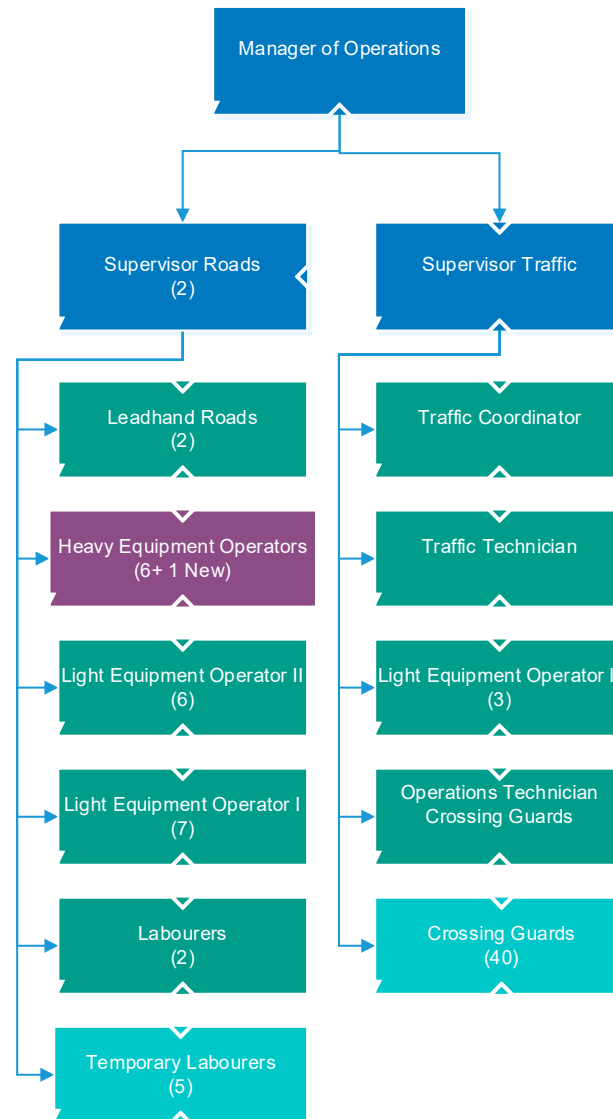 Manager of Operations
Supervisor Roads
(2)
Supervisor Traffic
Leadhand Roads
(2)
Traffic Coordinator
Heavy Equipment Operators
(6+ 1 New)
Traffic Technician
Light Equipment Operator II
(6)
Light Equipment Operator I
(3)
Light Equipment Operator I
(7)
Operations Technician
Crossing Guards
Labourers
(2)
Crossing Guards
(40)
Temporary Labourers
(5)